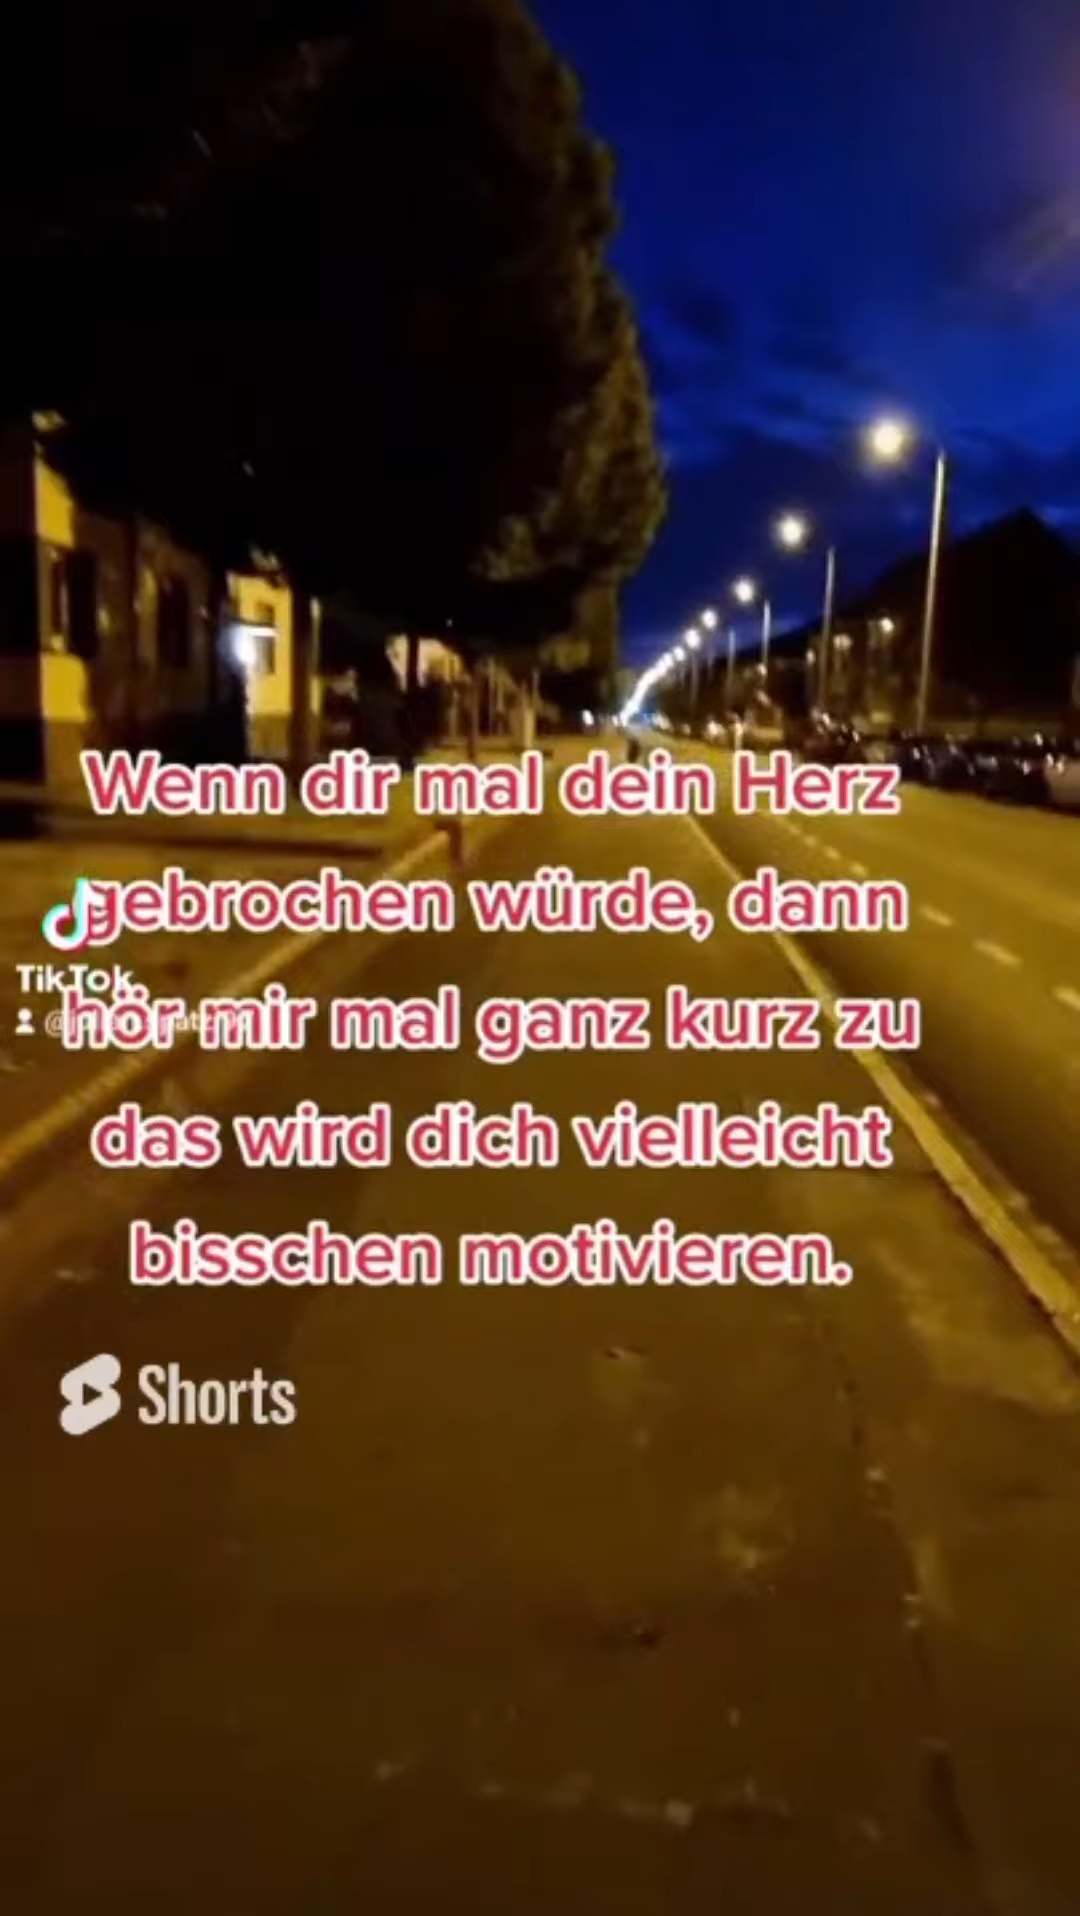 Wenn dir mal dein Herz
gebrochen würde, dann
hör mir mal ganz kurz zu
das wird dich vielleicht
bisschen motivieren.
TikTok
Shorts